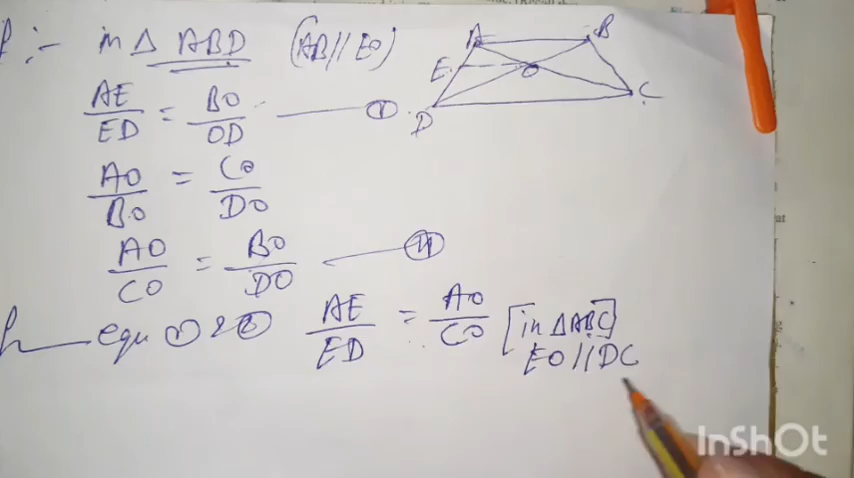 :- in Δ ABD (AB//EO)
AE/ED = BO/OD — ①
AO/BO = CO/DO
AO/CO = BO/DO — ⑪
equ ① & ② AE/ED = AO/CO [in ΔABC]
EO//DC
A B
E O
D C
InShOt